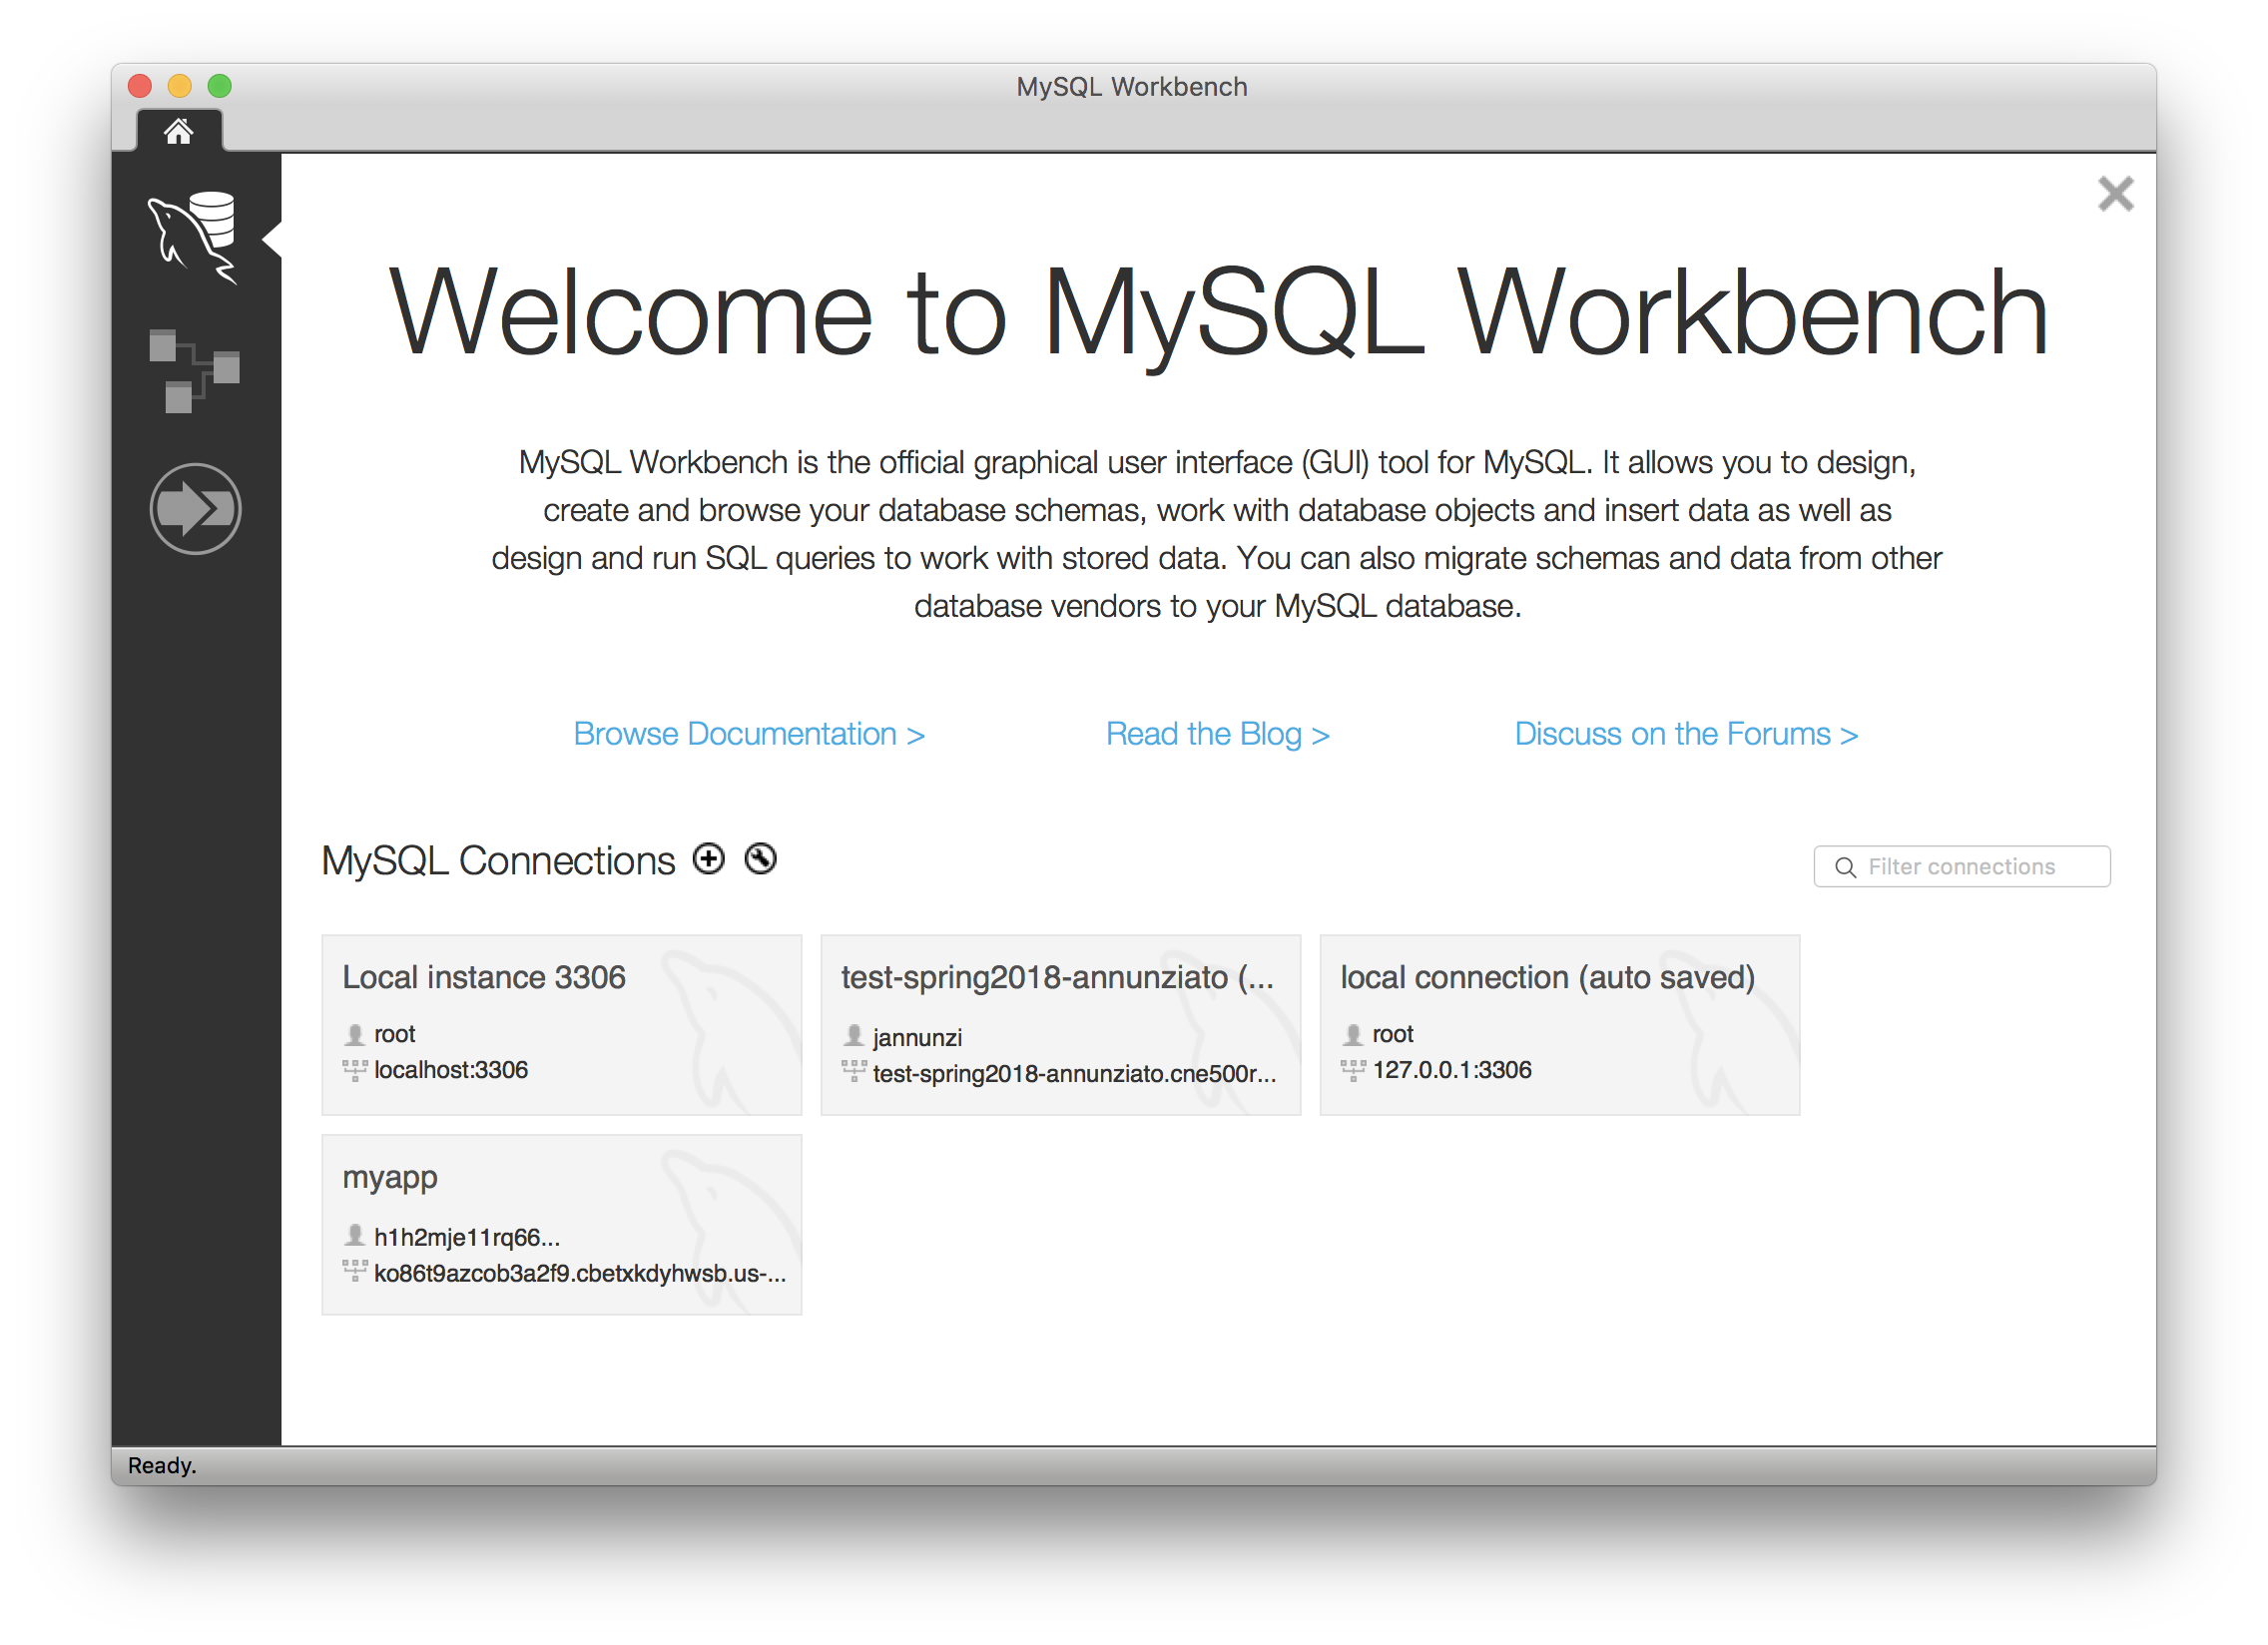 MySQL Workbench
Welcome to MySQL Workbench
MySQL Workbench is the official graphical user interface (GUI) tool for MySQL. It allows you to design,
create and browse your database schemas, work with database objects and insert data as well as
design and run SQL queries to work with stored data. You can also migrate schemas and data from other
database vendors to your MySQL database.
Browse Documentation >
Read the Blog >
Discuss on the Forums >
MySQL Connections
Filter connections
Local instance 3306
root
localhost:3306
test-spring2018-annunziato (...
jannunzi
test-spring2018-annunziato.cne500r...
local connection (auto saved)
root
127.0.0.1:3306
myapp
h1h2mje11rq66...
ko86t9azcob3a2f9.cbetxkdyhwsb.us-...
Ready.